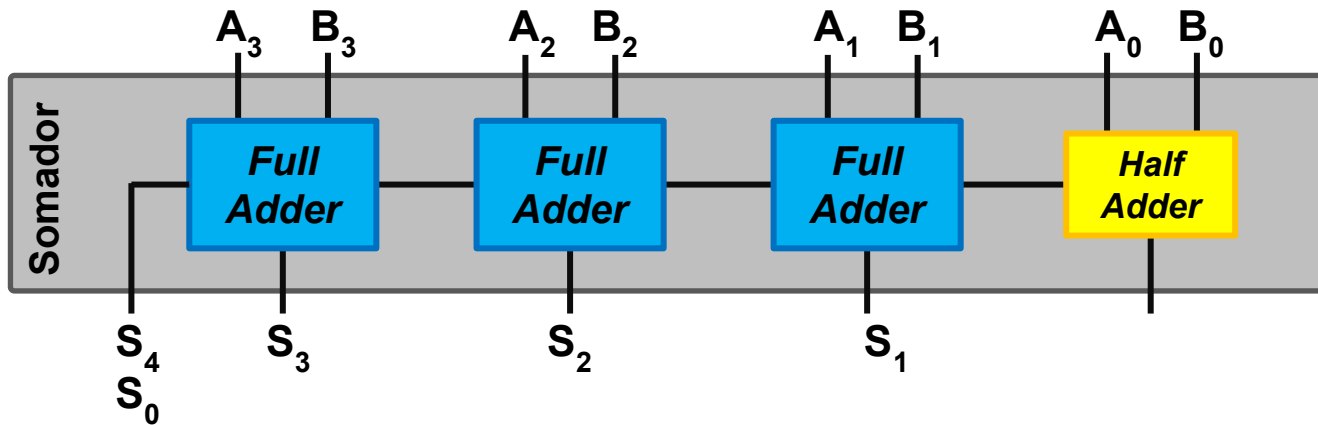 A₃ B₃ A₂ B₂ A₁ B₁ A₀ B₀
Somador
Full Adder
Full Adder
Full Adder
Half Adder
S₄ S₃ S₂ S₁
S₀